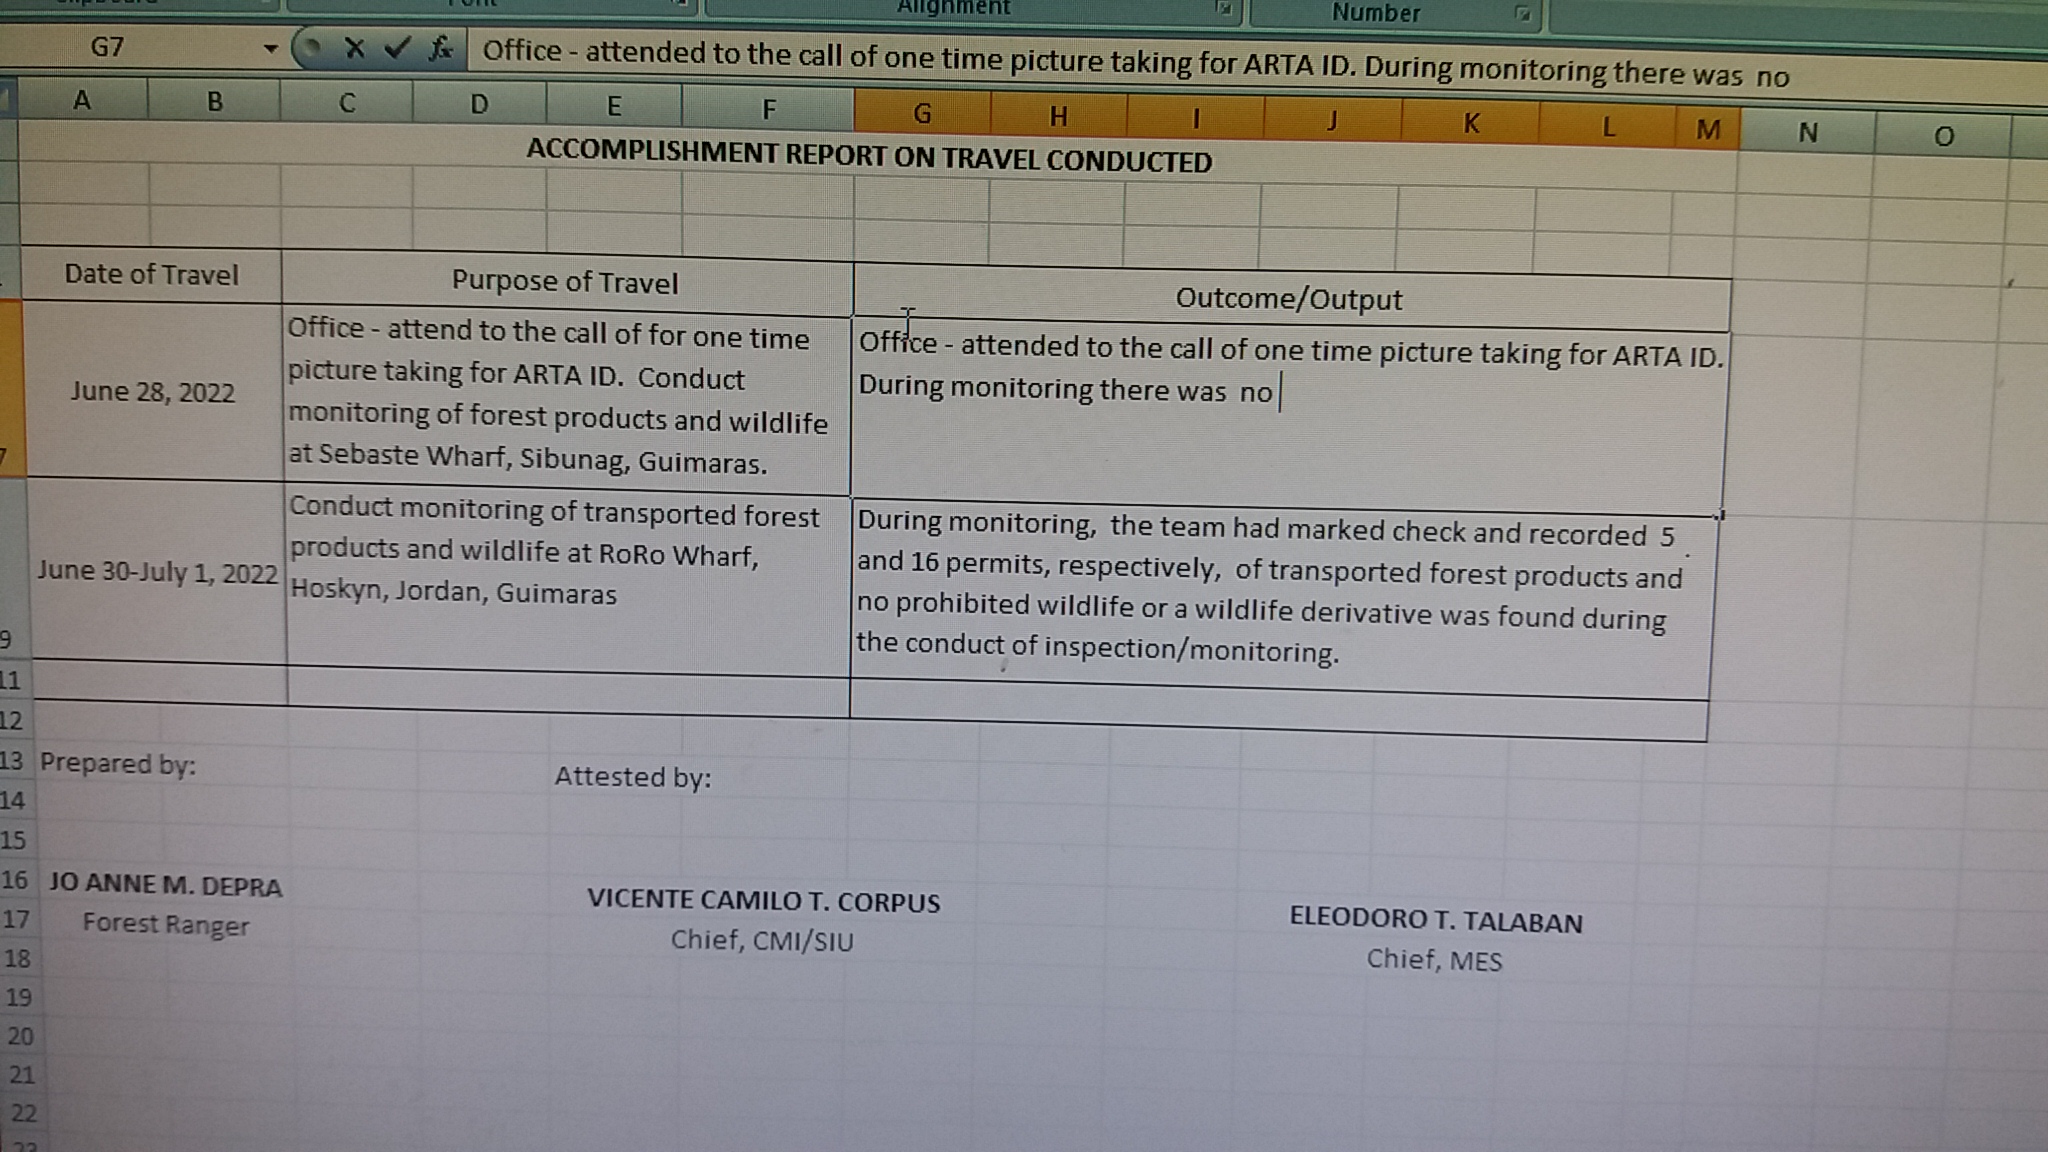 Alignment
Number
G7
Office - attended to the call of one time picture taking for ARTA ID. During monitoring there was no
A B C D E F G H I J K L M N O
ACCOMPLISHMENT REPORT ON TRAVEL CONDUCTED
Date of Travel
Purpose of Travel
Outcome/Output
June 28, 2022
Office - attend to the call of for one time
picture taking for ARTA ID. Conduct
monitoring of forest products and wildlife
at Sebaste Wharf, Sibunag, Guimaras.
Office - attended to the call of one time picture taking for ARTA ID.
During monitoring there was no
7
June 30-July 1, 2022
Conduct monitoring of transported forest
products and wildlife at RoRo Wharf,
Hoskyn, Jordan, Guimaras
During monitoring, the team had marked check and recorded 5
and 16 permits, respectively, of transported forest products and
no prohibited wildlife or a wildlife derivative was found during
the conduct of inspection/monitoring.
9
11
12
13
Prepared by:
Attested by:
14
15
16
JO ANNE M. DEPRA
VICENTE CAMILO T. CORPUS
ELEODORO T. TALABAN
17
Forest Ranger
Chief, CMI/SIU
Chief, MES
18
19
20
21
22